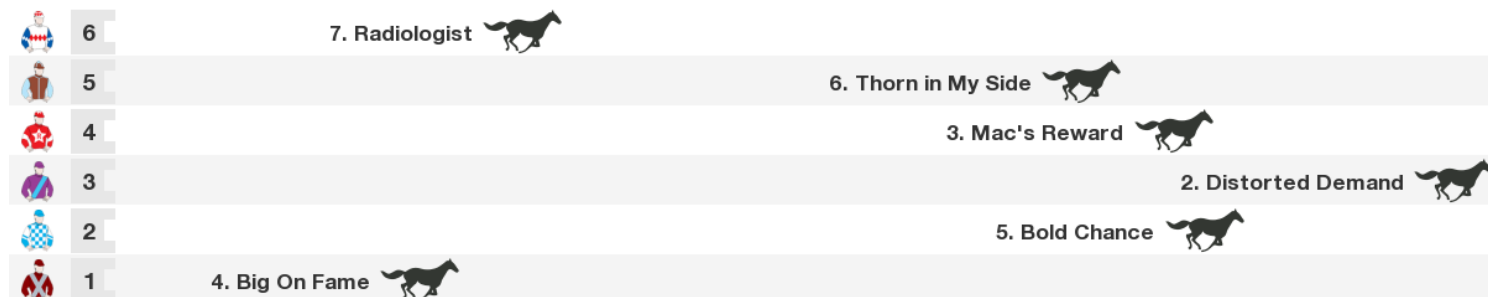 6 7. Radiologist
5 6. Thorn in My Side
4 3. Mac's Reward
3 2. Distorted Demand
2 5. Bold Chance
1 4. Big On Fame